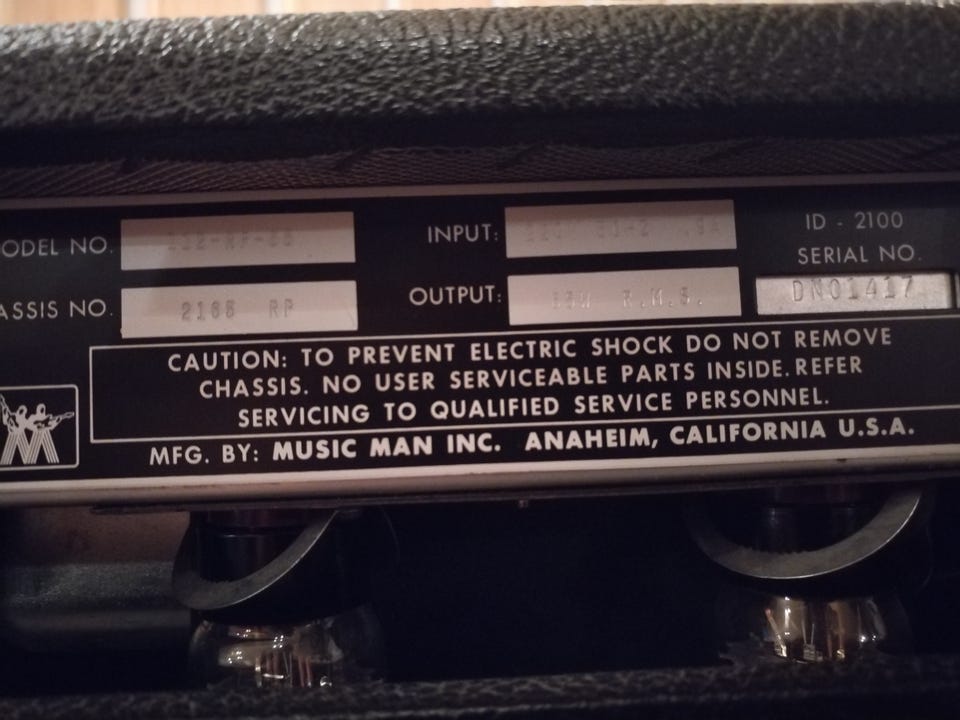 ODEL NO.
INPUT:
ID - 2100
SERIAL NO.
ASSIS NO. 2165 RP
OUTPUT: R.M.S.
DN01417
CAUTION: TO PREVENT ELECTRIC SHOCK DO NOT REMOVE
CHASSIS. NO USER SERVICEABLE PARTS INSIDE. REFER
SERVICING TO QUALIFIED SERVICE PERSONNEL.
MFG. BY: MUSIC MAN INC. ANAHEIM, CALIFORNIA U.S.A.